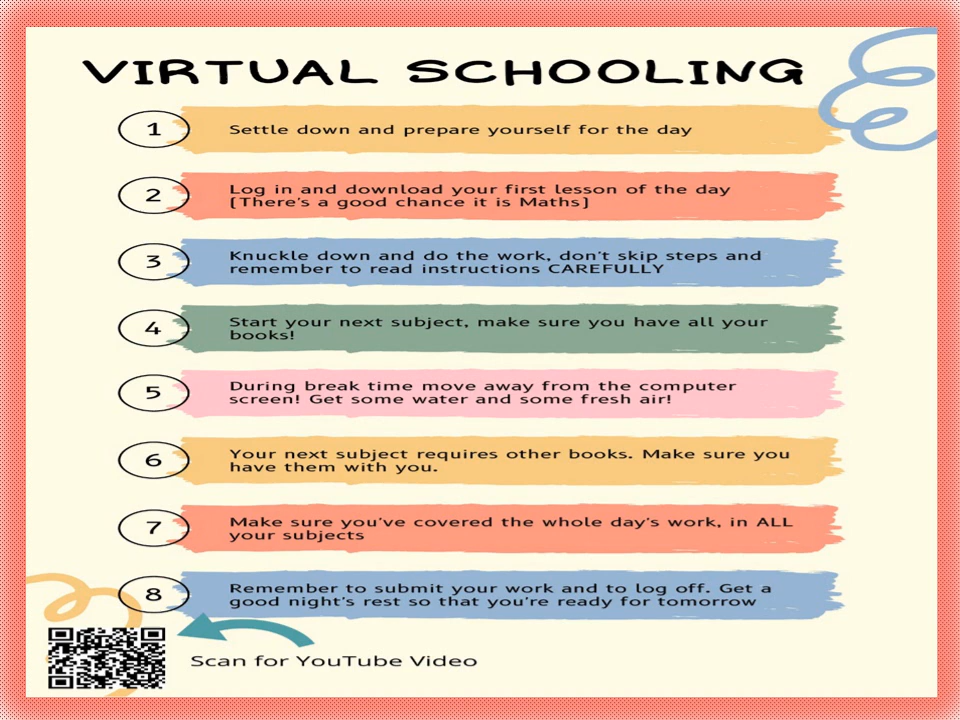 VIRTUAL SCHOOLING
1
Settle down and prepare yourself for the day
2
Log in and download your first lesson of the day
(There's a good chance it is Maths)
3
Knuckle down and do the work, don't skip steps and
remember to read instructions CAREFULLY
4
Start your next subject, make sure you have all your
books!
5
During break time move away from the computer
screen! Get some water and some fresh air!
6
Your next subject requires other books. Make sure you
have them with you.
7
Make sure you've covered the whole day's work, in ALL
your subjects
8
Remember to submit your work and to log off. Get a
good night's rest so that you're ready for tomorrow
Scan for YouTube Video